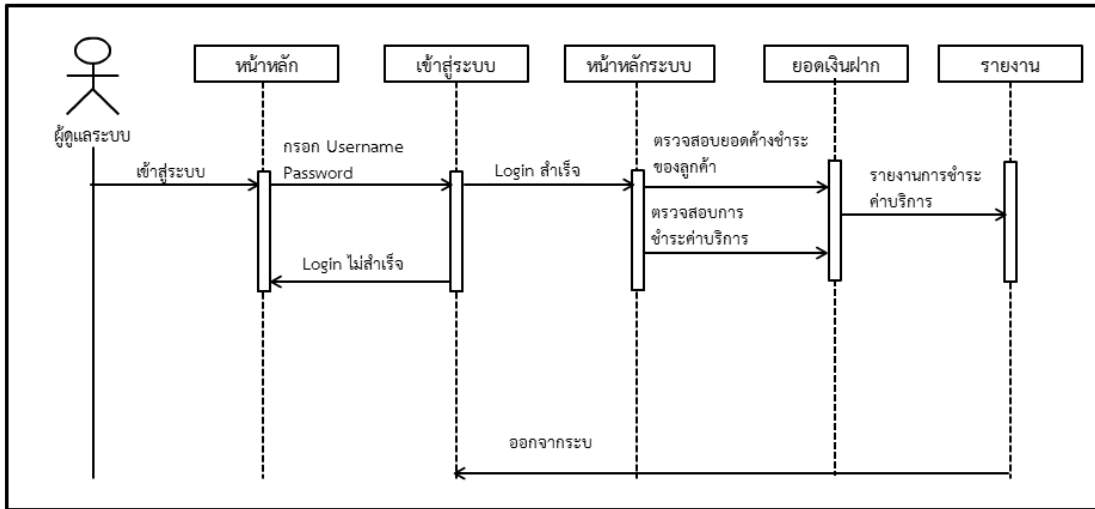 หน้าหลัก
เข้าสู่ระบบ
หน้าหลักระบบ
ยอดเงินฝาก
รายงาน
ผู้ดูแลระบบ
เข้าสู่ระบบ
กรอก Username
Password
Login สำเร็จ
ตรวจสอบยอดค้างชำระ
ของลูกค้า
รายงานการชำระ
ค่าบริการ
ตรวจสอบการ
ชำระค่าบริการ
Login ไม่สำเร็จ
ออกจากระบ